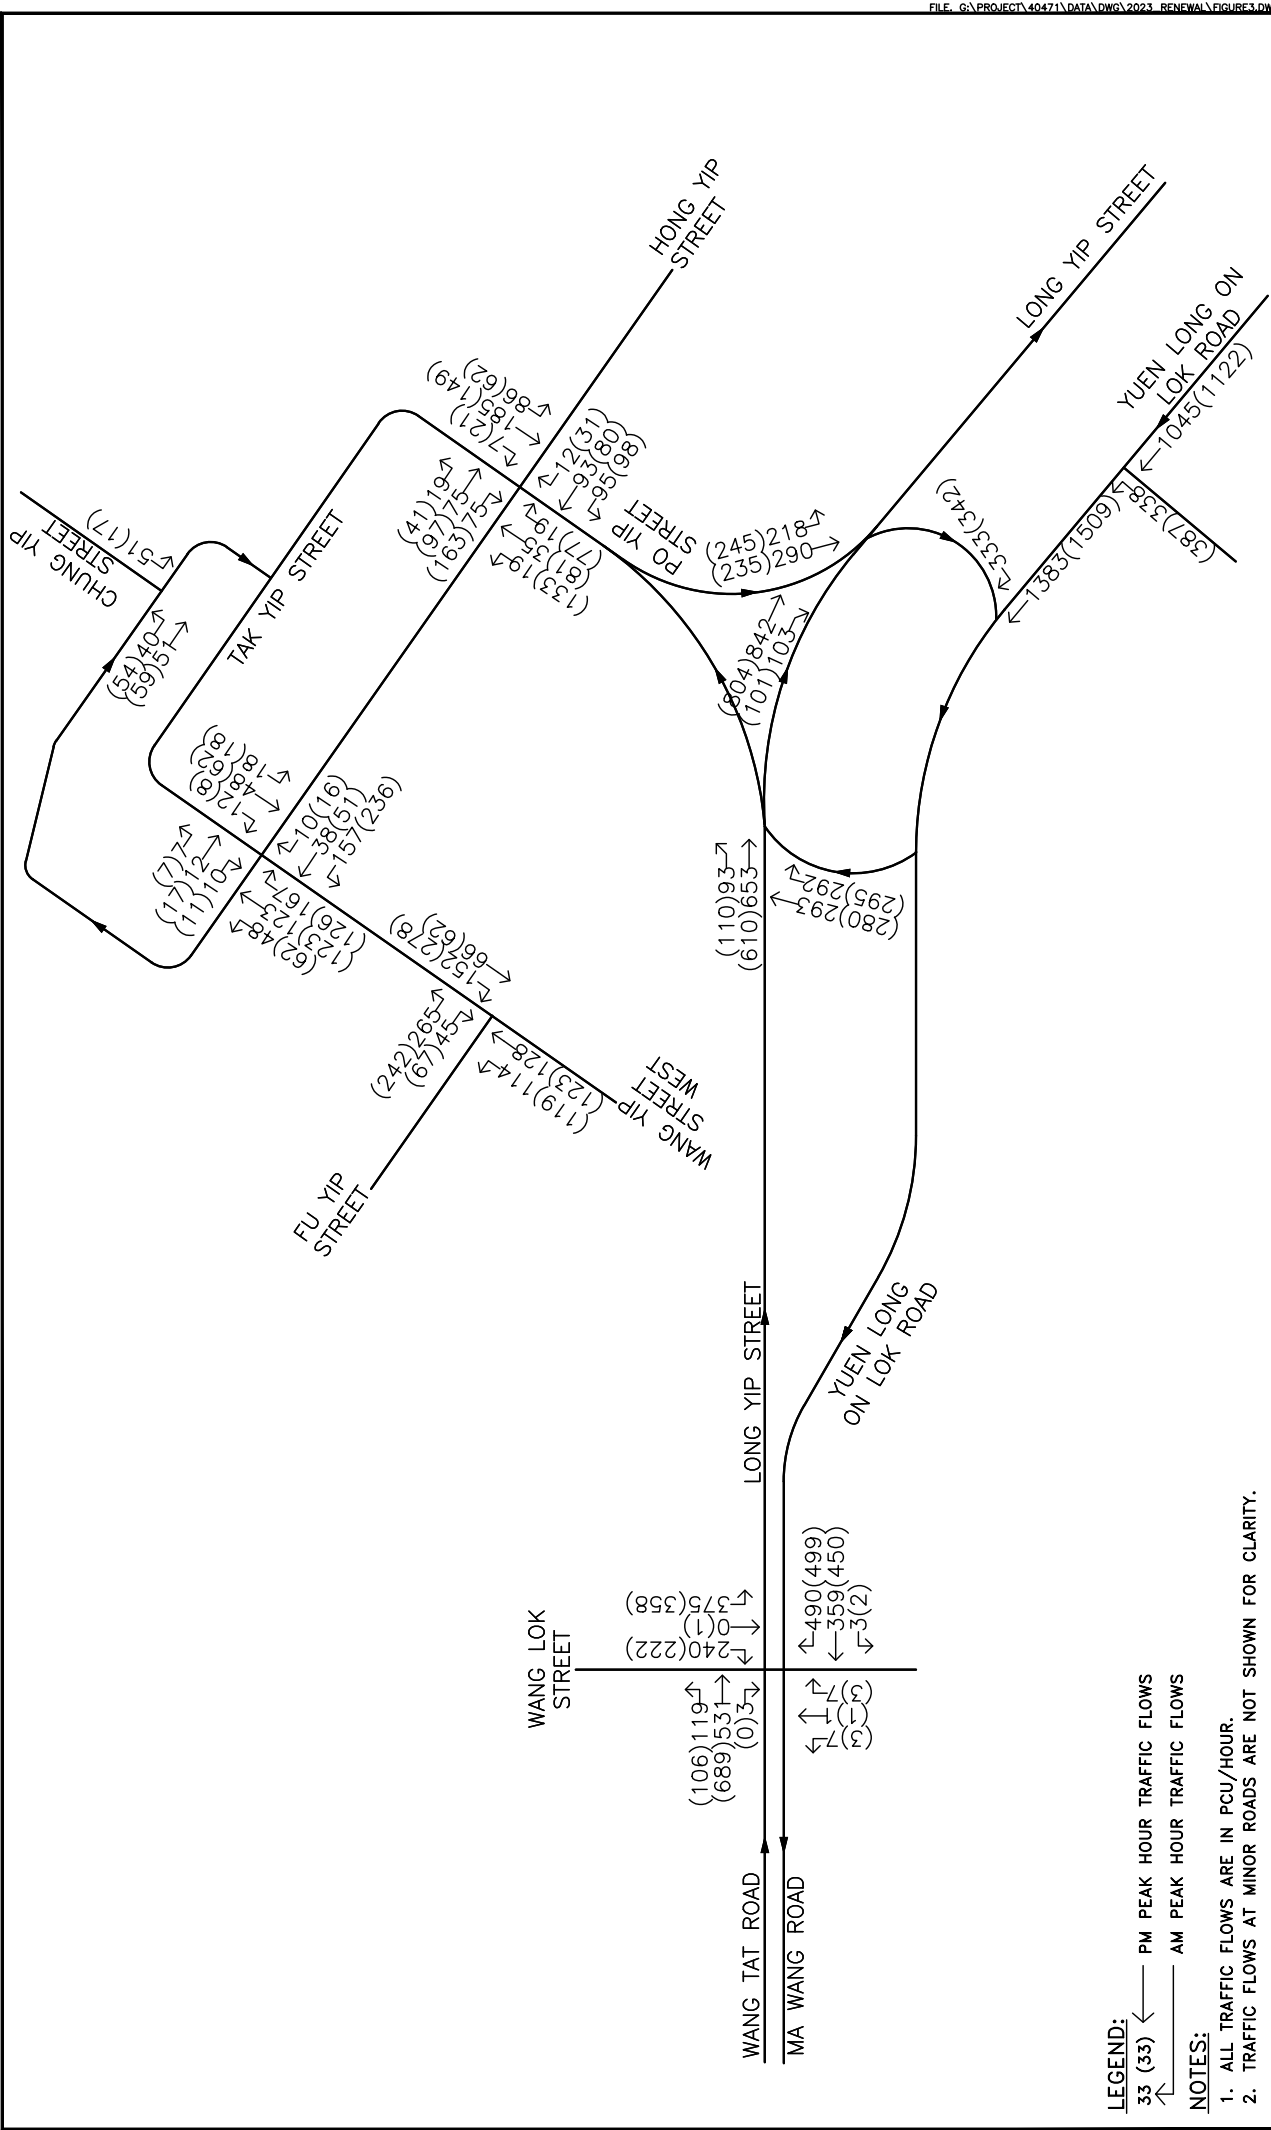 FILE. G:\PROJECT\40471\DATA\DWG\2023_RENEWAL\FIGURE3.DW
CHUNG YIP
STREET
51(17)
(54)40
(59)51
TAK YIP STREET
HONG YIP
STREET
86(62)
185(149)
7(21)
(41)19
(97)75
(163)75
12(31)
93(80)
95(98)
(77)19
(81)35
(133)19
PO YIP
STREET
(245)218
(235)290
(804)842
(101)103
LONG YIP STREET
YUEN LONG ON
LOK ROAD
1045(1122)
(387)338
1383(1509)
333(342)
18(18)
48(62)
12(8)
(7)7
(17)12
(11)10
10(16)
38(51)
157(236)
(126)167
(123)123
(62)48
152(278)
66(62)
(242)265
(67)45
(123)128
(119)114
FU YIP
STREET
WANG YIP
STREET
WEST
(110)93
(610)653
(295)292
(280)293
LONG YIP STREET
YUEN LONG
ON LOK ROAD
WANG LOK
STREET
375(358)
0(1)
240(222)
(106)119
(689)531
(0)3
490(499)
359(450)
3(2)
(3)7
(1)1
(3)7
WANG TAT ROAD
MA WANG ROAD
LEGEND:
33 (33)
PM PEAK HOUR TRAFFIC FLOWS
AM PEAK HOUR TRAFFIC FLOWS
NOTES:
1. ALL TRAFFIC FLOWS ARE IN PCU/HOUR.
2. TRAFFIC FLOWS AT MINOR ROADS ARE NOT SHOWN FOR CLARITY.